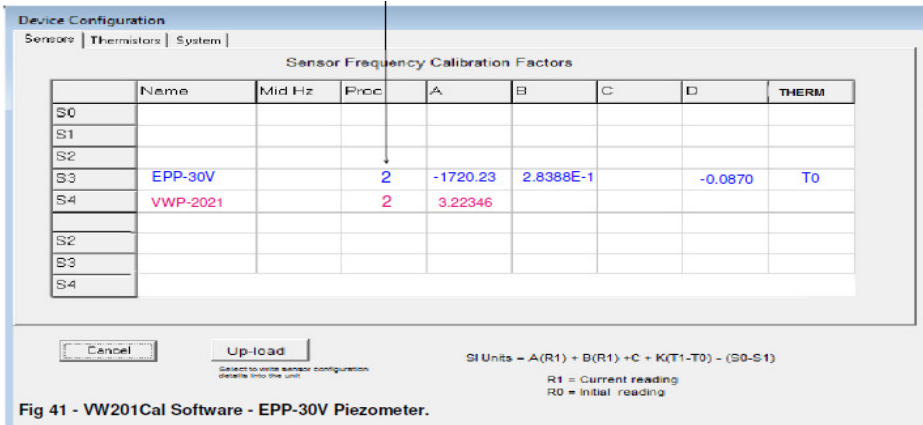 Device Configuration
Sensors | Thermistors | System |
Sensor Frequency Calibration Factors
Name Mid Hz Proc A B C D THERM
S0
S1
S2
S3 EPP-30V 2 -1720.23 2.8388E-1 -0.0870 T0
S4 VWP-2021 2 3.22346
S2
S3
S4
Cancel Up-load
Select to write sensor configuration
details into the unit
SI Units = A(R1) + B(R1) +C + K(T1-T0) - (S0-S1)
R1 = Current reading
R0 = Initial reading
Fig 41 - VW201Cal Software - EPP-30V Piezometer.